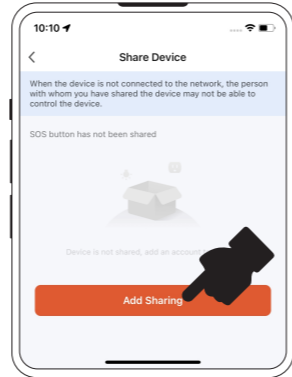 10:10
Share Device
When the device is not connected to the network, the person
with whom you have shared the device may not be able to
control the device.
SOS button has not been shared
Device is not shared, add an account
Add Sharing